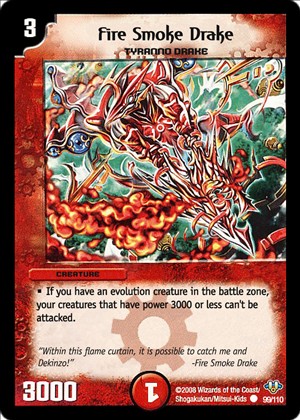 3
Fire Smoke Drake
TYRANNO DRAKE
CREATURE
▪ If you have an evolution creature in the battle zone,
your creatures that have power 3000 or less can't be
attacked.
"Within this flame curtain, it is possible to catch me and
Dekinzo!"
-Fire Smoke Drake
3000
1
©2008 Wizards of the Coast/
Shogakukan/Mitsui-Kids ● 99/110